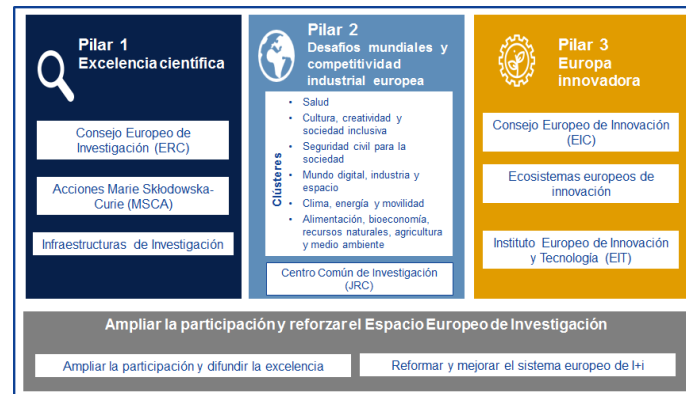 Pilar 1
Excelencia científica
Consejo Europeo de
Investigación (ERC)
Acciones Marie Skłodowska-
Curie (MSCA)
Infraestructuras de Investigación
Pilar 2
Desafíos mundiales y
competitividad
industrial europea
Clústeres
• Salud
• Cultura, creatividad y
sociedad inclusiva
• Seguridad civil para la
sociedad
• Mundo digital, industria y
espacio
• Clima, energía y movilidad
• Alimentación, bioeconomía,
recursos naturales, agricultura
y medio ambiente
Centro Común de Investigación
(JRC)
Pilar 3
Europa
innovadora
Consejo Europeo de Innovación
(EIC)
Ecosistemas europeos de
innovación
Instituto Europeo de Innovación
y Tecnología (EIT)
Ampliar la participación y reforzar el Espacio Europeo de Investigación
Ampliar la participación y difundir la excelencia
Reformar y mejorar el sistema europeo de I+i